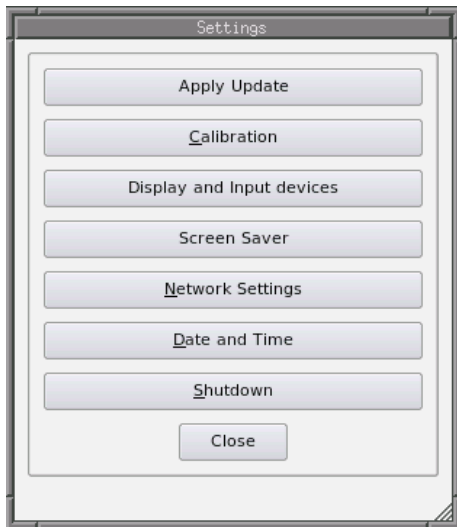 Settings
Apply Update
Calibration
Display and Input devices
Screen Saver
Network Settings
Date and Time
Shutdown
Close